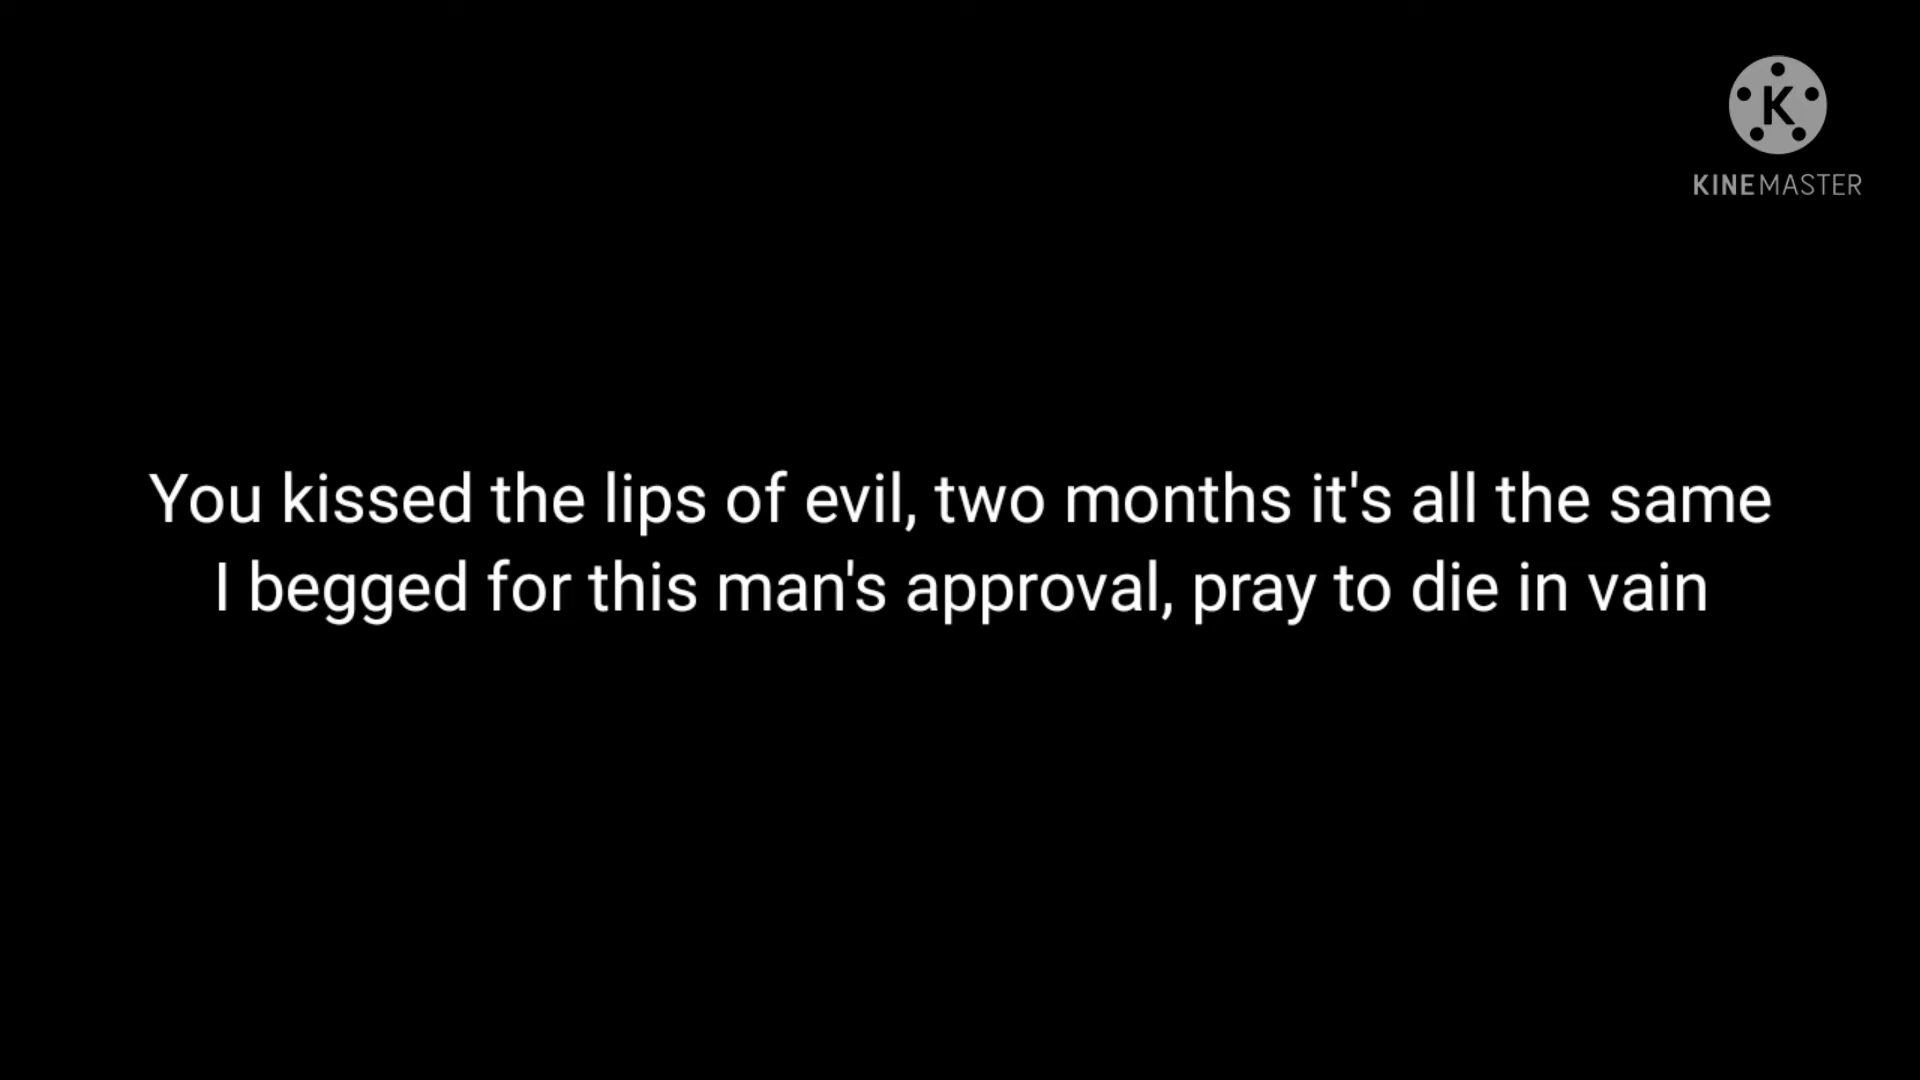 K
KINEMASTER
You kissed the lips of evil, two months it's all the same
I begged for this man's approval, pray to die in vain